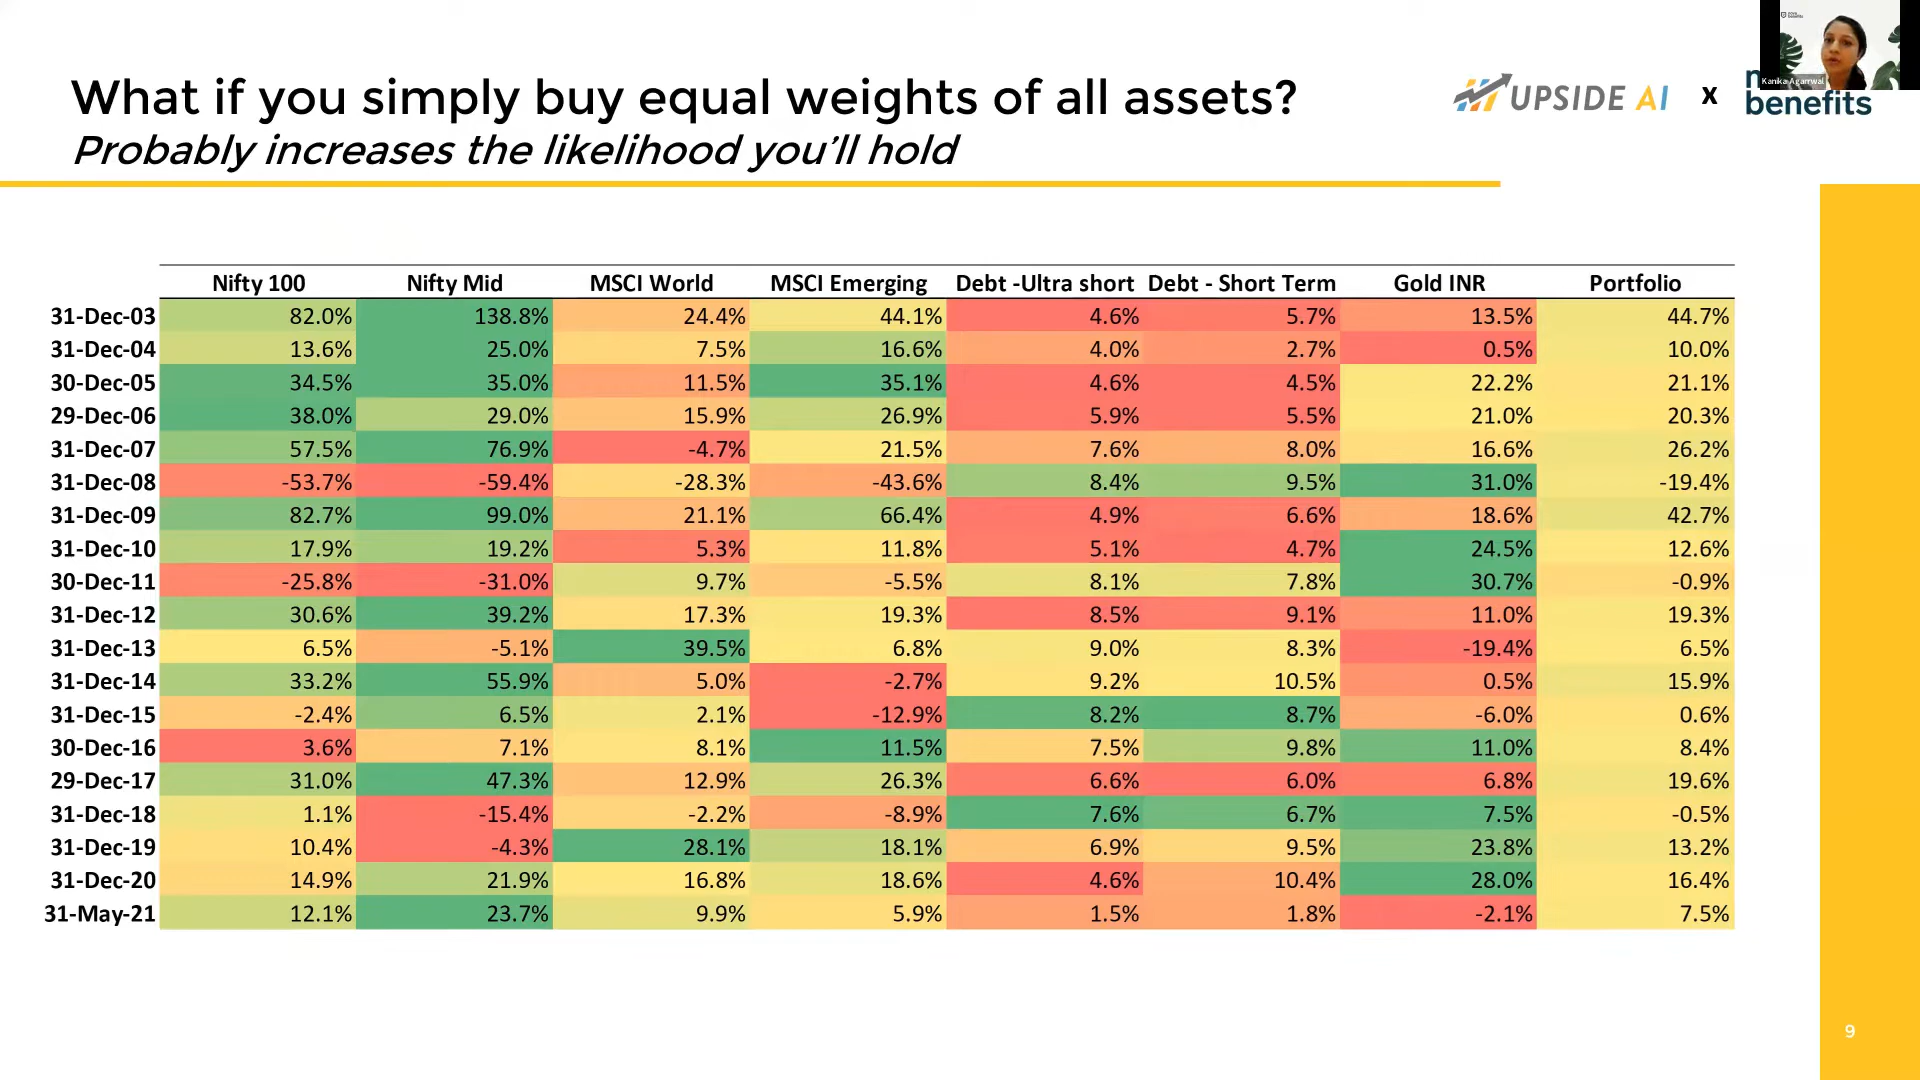 Kanika Agarwal
What if you simply buy equal weights of all assets?
Probably increases the likelihood you'll hold
UPSIDE AI x
benefits
Nifty 100 Nifty Mid MSCI World MSCI Emerging Debt -Ultra short Debt - Short Term Gold INR Portfolio
31-Dec-03 82.0% 138.8% 24.4% 44.1% 4.6% 5.7% 13.5% 44.7%
31-Dec-04 13.6% 25.0% 7.5% 16.6% 4.0% 2.7% 0.5% 10.0%
30-Dec-05 34.5% 35.0% 11.5% 35.1% 4.6% 4.5% 22.2% 21.1%
29-Dec-06 38.0% 29.0% 15.9% 26.9% 5.9% 5.5% 21.0% 20.3%
31-Dec-07 57.5% 76.9% -4.7% 21.5% 7.6% 8.0% 16.6% 26.2%
31-Dec-08 -53.7% -59.4% -28.3% -43.6% 8.4% 9.5% 31.0% -19.4%
31-Dec-09 82.7% 99.0% 21.1% 66.4% 4.9% 6.6% 18.6% 42.7%
31-Dec-10 17.9% 19.2% 5.3% 11.8% 5.1% 4.7% 24.5% 12.6%
30-Dec-11 -25.8% -31.0% 9.7% -5.5% 8.1% 7.8% 30.7% -0.9%
31-Dec-12 30.6% 39.2% 17.3% 19.3% 8.5% 9.1% 11.0% 19.3%
31-Dec-13 6.5% -5.1% 39.5% 6.8% 9.0% 8.3% -19.4% 6.5%
31-Dec-14 33.2% 55.9% 5.0% -2.7% 9.2% 10.5% 0.5% 15.9%
31-Dec-15 -2.4% 6.5% 2.1% -12.9% 8.2% 8.7% -6.0% 0.6%
30-Dec-16 3.6% 7.1% 8.1% 11.5% 7.5% 9.8% 11.0% 8.4%
29-Dec-17 31.0% 47.3% 12.9% 26.3% 6.6% 6.0% 6.8% 19.6%
31-Dec-18 1.1% -15.4% -2.2% -8.9% 7.6% 6.7% 7.5% -0.5%
31-Dec-19 10.4% -4.3% 28.1% 18.1% 6.9% 9.5% 23.8% 13.2%
31-Dec-20 14.9% 21.9% 16.8% 18.6% 4.6% 10.4% 28.0% 16.4%
31-May-21 12.1% 23.7% 9.9% 5.9% 1.5% 1.8% -2.1% 7.5%
9